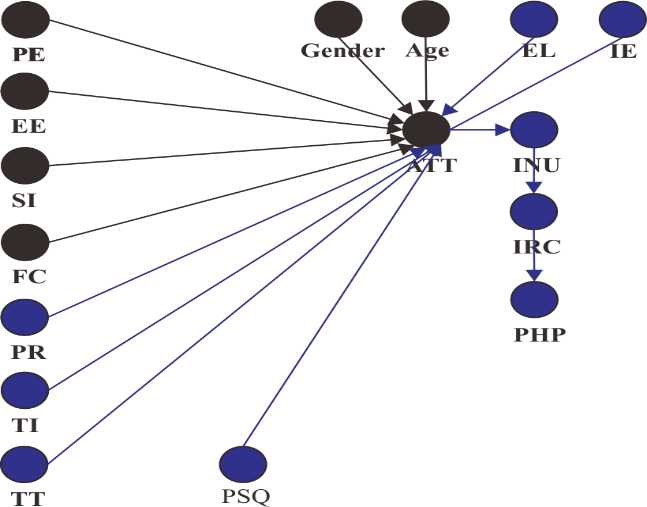 PE
Gender
Age
EL
IE
EE
ATT
INU
SI
IRC
FC
PHP
PR
TI
TT
PSQ